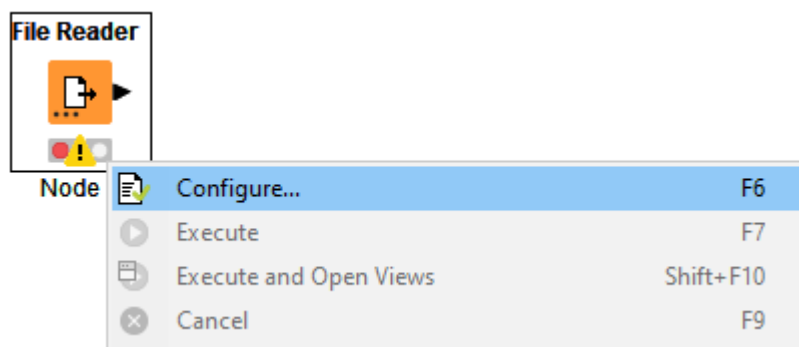 File Reader
Node
Configure... F6
Execute F7
Execute and Open Views Shift+F10
Cancel F9